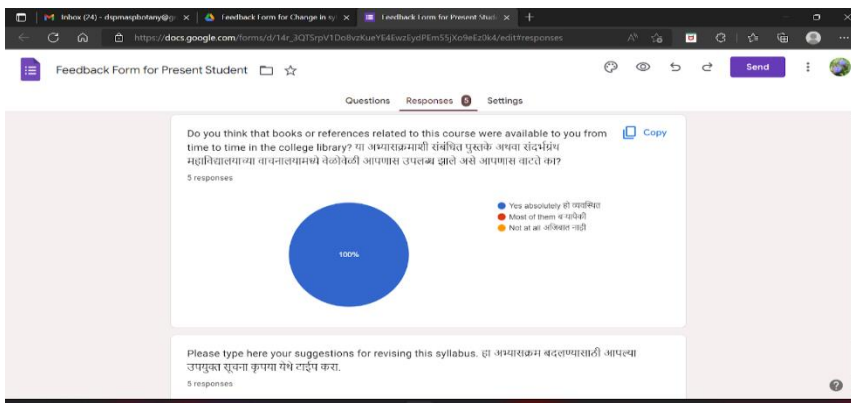 Inbox (24) - dspmaspbotany@g
Feedback Form for Change in sy
Feedback Form for Present Stude
https://docs.google.com/forms/d/14r_3QTSrpV1Do8vzKueYE4EwzEydPEm55jXo9eEz0k4/edit#responses
Feedback Form for Present Student
Send
Questions Responses 5 Settings
Do you think that books or references related to this course were available to you from
time to time in the college library? या अभ्यासक्रमाशी संबंधित पुस्तके अथवा संदर्भग्रंथ
महाविद्यालयाच्या वाचनालयामध्ये वेळोवेळी आपणास उपलब्ध झाले असे आपणास वाटते का?
Copy
5 responses
Yes absolutely हो व्यवस्थित
Most of them बऱ्यापैकी
Not at all अजिबात नाही
100%
Please type here your suggestions for revising this syllabus. हा अभ्यासक्रम बदलण्यासाठी आपल्या
उपयुक्त सूचना कृपया येथे टाईप करा.
5 responses